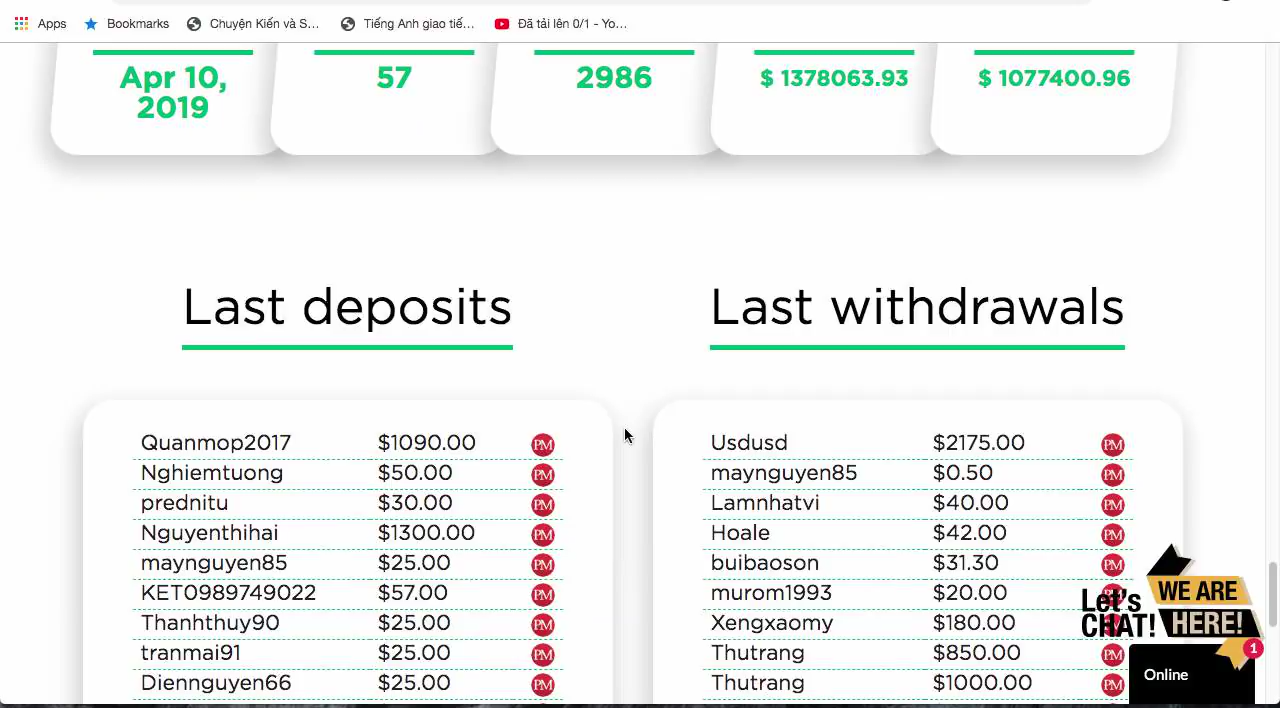 Apps Bookmarks Chuyện Kiến và S... Tiếng Anh giao tiế... Đã tải lên 0/1 - Yo...
Apr 10, 2019
57
2986
$ 1378063.93
$ 1077400.96
Last deposits
Quanmop2017 $1090.00 PM
Nghiemtuong $50.00 PM
prednitu $30.00 PM
Nguyenthihai $1300.00 PM
maynguyen85 $25.00 PM
KET0989749022 $57.00 PM
Thanhthuy90 $25.00 PM
tranmai91 $25.00 PM
Diennguyen66 $25.00 PM
Last withdrawals
Usdusd $2175.00 PM
maynguyen85 $0.50 PM
Lamnhatvi $40.00 PM
Hoale $42.00 PM
buibaoson $31.30 PM
murom1993 $20.00
Xengxaomy $180.00
Thutrang $850.00 PM
Thutrang $1000.00 PM
Let's CHAT!
WE ARE HERE!
1
Online